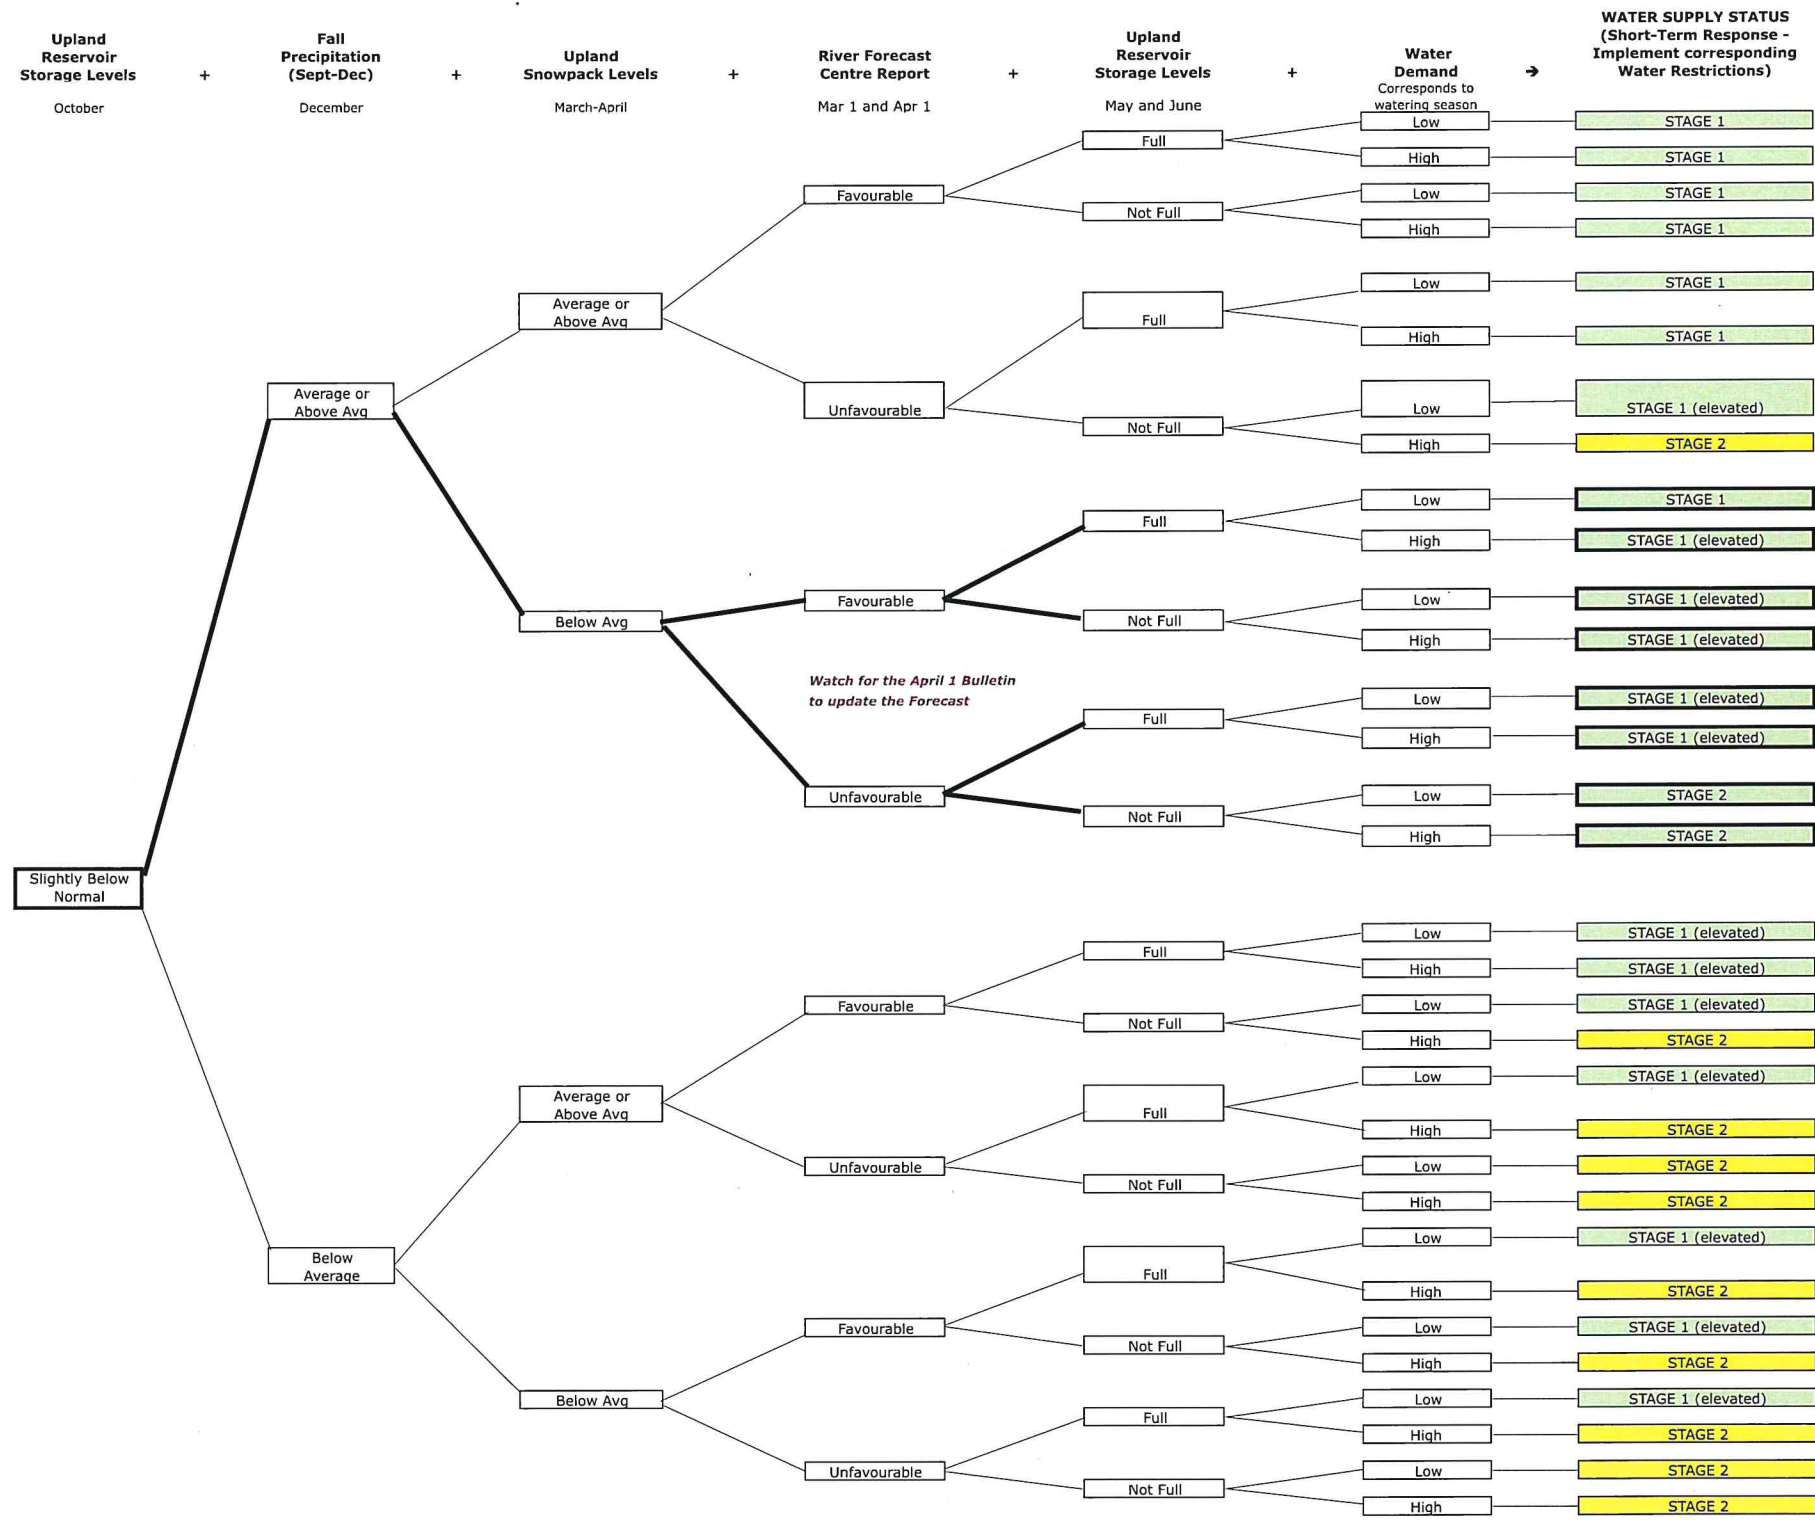 Upland
Reservoir
Storage Levels
October
+
Fall
Precipitation
(Sept-Dec)
December
+
Upland
Snowpack Levels
March-April
+
River Forecast
Centre Report
Mar 1 and Apr 1
+
Upland
Reservoir
Storage Levels
May and June
+
Water
Demand
Corresponds to
watering season
➔
WATER SUPPLY STATUS
(Short-Term Response -
Implement corresponding
Water Restrictions)
Slightly Below
Normal
Average or
Above Avg
Below
Average
Average or
Above Avg
Below Avg
Average or
Above Avg
Below Avg
Favourable
Unfavourable
Favourable
Watch for the April 1 Bulletin
to update the Forecast
Unfavourable
Favourable
Unfavourable
Favourable
Unfavourable
Full
Not Full
Full
Not Full
Full
Not Full
Full
Not Full
Full
Not Full
Full
Not Full
Full
Not Full
Full
Not Full
Low
STAGE 1
High
STAGE 1
Low
STAGE 1
High
STAGE 1
Low
STAGE 1
High
STAGE 1
Low
STAGE 1 (elevated)
High
STAGE 2
Low
STAGE 1
High
STAGE 1 (elevated)
Low
STAGE 1 (elevated)
High
STAGE 1 (elevated)
Low
STAGE 1 (elevated)
High
STAGE 1 (elevated)
Low
STAGE 2
High
STAGE 2
Low
STAGE 1 (elevated)
High
STAGE 1 (elevated)
Low
STAGE 1 (elevated)
High
STAGE 2
Low
STAGE 1 (elevated)
High
STAGE 2
Low
STAGE 2
High
STAGE 2
Low
STAGE 1 (elevated)
High
STAGE 2
Low
STAGE 1 (elevated)
High
STAGE 2
Low
STAGE 1 (elevated)
High
STAGE 2
Low
STAGE 2
High
STAGE 2